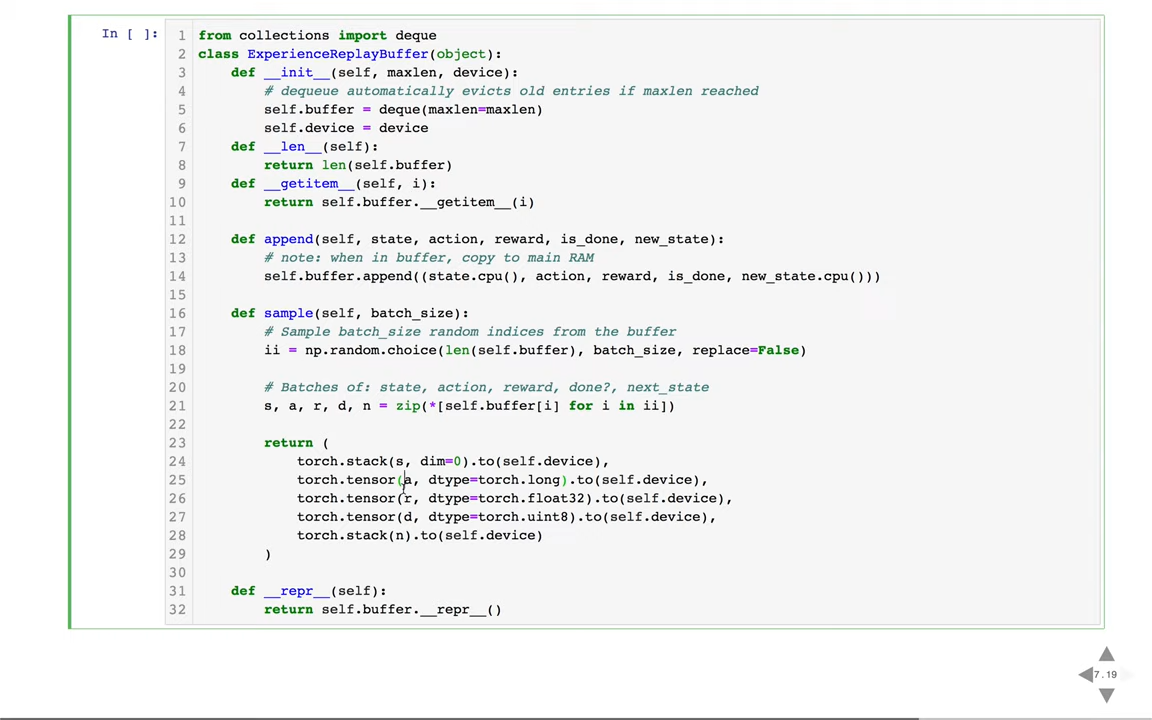 In [ ]:
1 from collections import deque
2 class ExperienceReplayBuffer(object):
3     def __init__(self, maxlen, device):
4         # dequeue automatically evicts old entries if maxlen reached
5         self.buffer = deque(maxlen=maxlen)
6         self.device = device
7     def __len__(self):
8         return len(self.buffer)
9     def __getitem__(self, i):
10         return self.buffer.__getitem__(i)
11
12     def append(self, state, action, reward, is_done, new_state):
13         # note: when in buffer, copy to main RAM
14         self.buffer.append((state.cpu(), action, reward, is_done, new_state.cpu()))
15
16     def sample(self, batch_size):
17         # Sample batch_size random indices from the buffer
18         ii = np.random.choice(len(self.buffer), batch_size, replace=False)
19
20         # Batches of: state, action, reward, done?, next_state
21         s, a, r, d, n = zip(*[self.buffer[i] for i in ii])
22
23         return (
24             torch.stack(s, dim=0).to(self.device),
25             torch.tensor(a, dtype=torch.long).to(self.device),
26             torch.tensor(r, dtype=torch.float32).to(self.device),
27             torch.tensor(d, dtype=torch.uint8).to(self.device),
28             torch.stack(n).to(self.device)
29         )
30
31     def __repr__(self):
32         return self.buffer.__repr__()
7.19